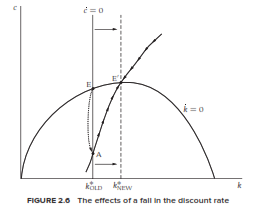 c
ċ = 0
E
E′
k̇ = 0
A
k*OLD
k*NEW
k
FIGURE 2.6 The effects of a fall in the discount rate